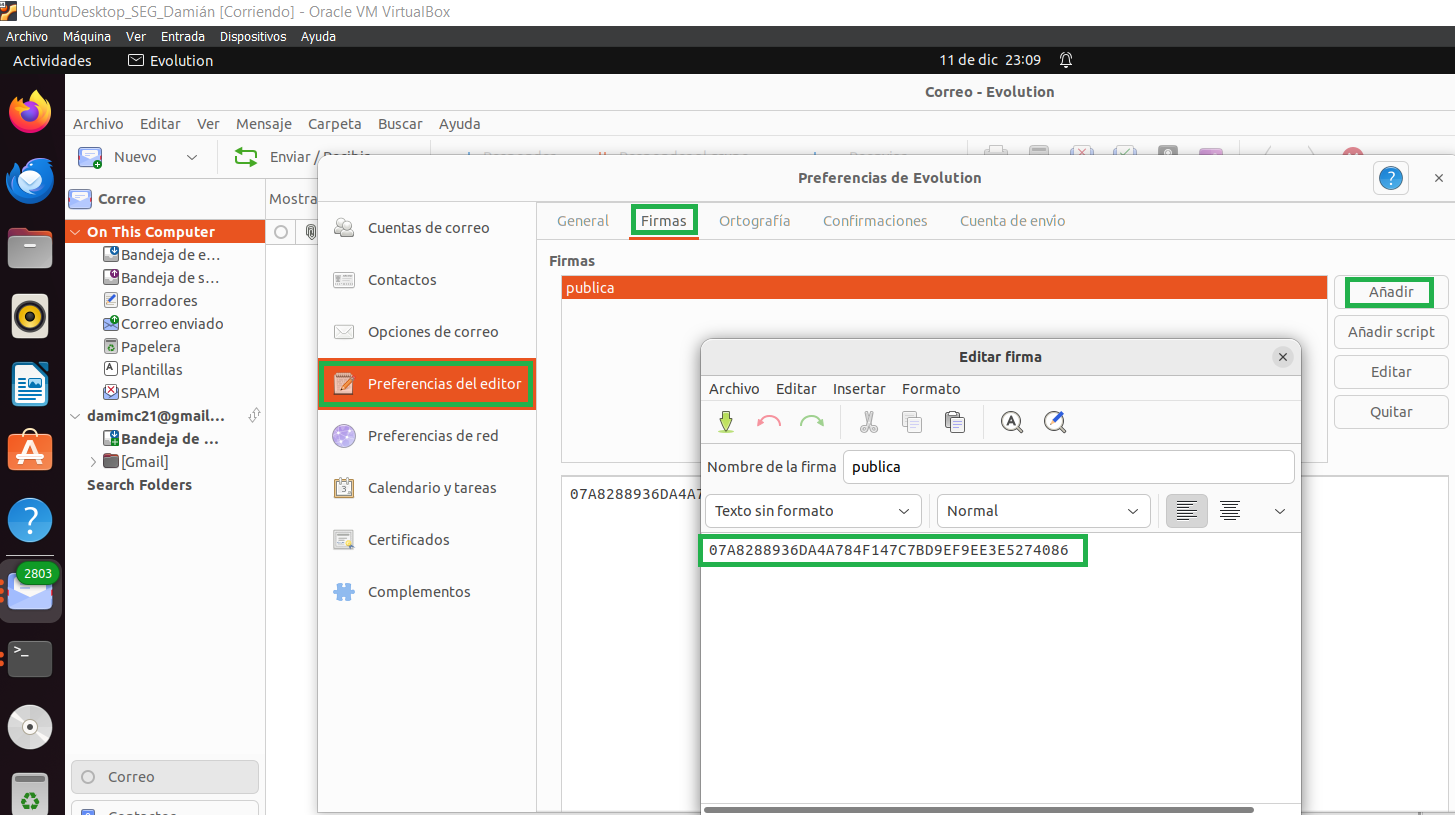 UbuntuDesktop_SEG_Damián [Corriendo] - Oracle VM VirtualBox
Archivo Máquina Ver Entrada Dispositivos Ayuda
Actividades Evolution 11 de dic 23:09
Correo - Evolution
Archivo Editar Ver Mensaje Carpeta Buscar Ayuda
Nuevo Enviar /
Preferencias de Evolution
?
Correo
Mostra
On This Computer
Bandeja de e...
Bandeja de s...
Borradores
Correo enviado
Papelera
Plantillas
SPAM
damimc21@gmail...
Bandeja de ...
[Gmail]
Search Folders
2803
Correo
Cuentas de correo
Contactos
Opciones de correo
Preferencias del editor
Preferencias de red
Calendario y tareas
Certificados
Complementos
General Firmas Ortografía Confirmaciones Cuenta de envío
Firmas
publica
Añadir
Añadir script
Editar
Quitar
07A8288936DA4A7
Editar firma
Archivo Editar Insertar Formato
Nombre de la firma publica
Texto sin formato Normal
07A8288936DA4A784F147C7BD9EF9EE3E5274086